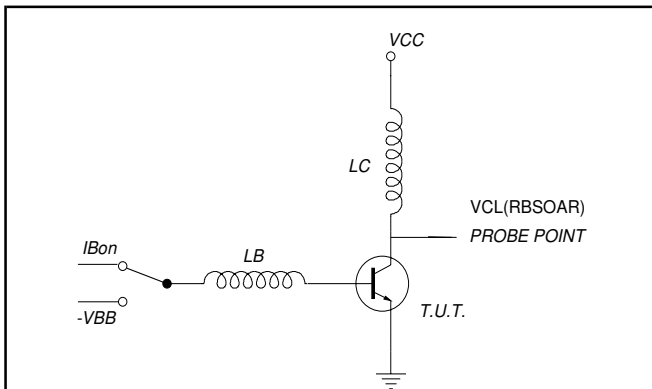 VCC
LC
VCL(RBSOAR)
PROBE POINT
IBon
LB
-VBB
T.U.T.